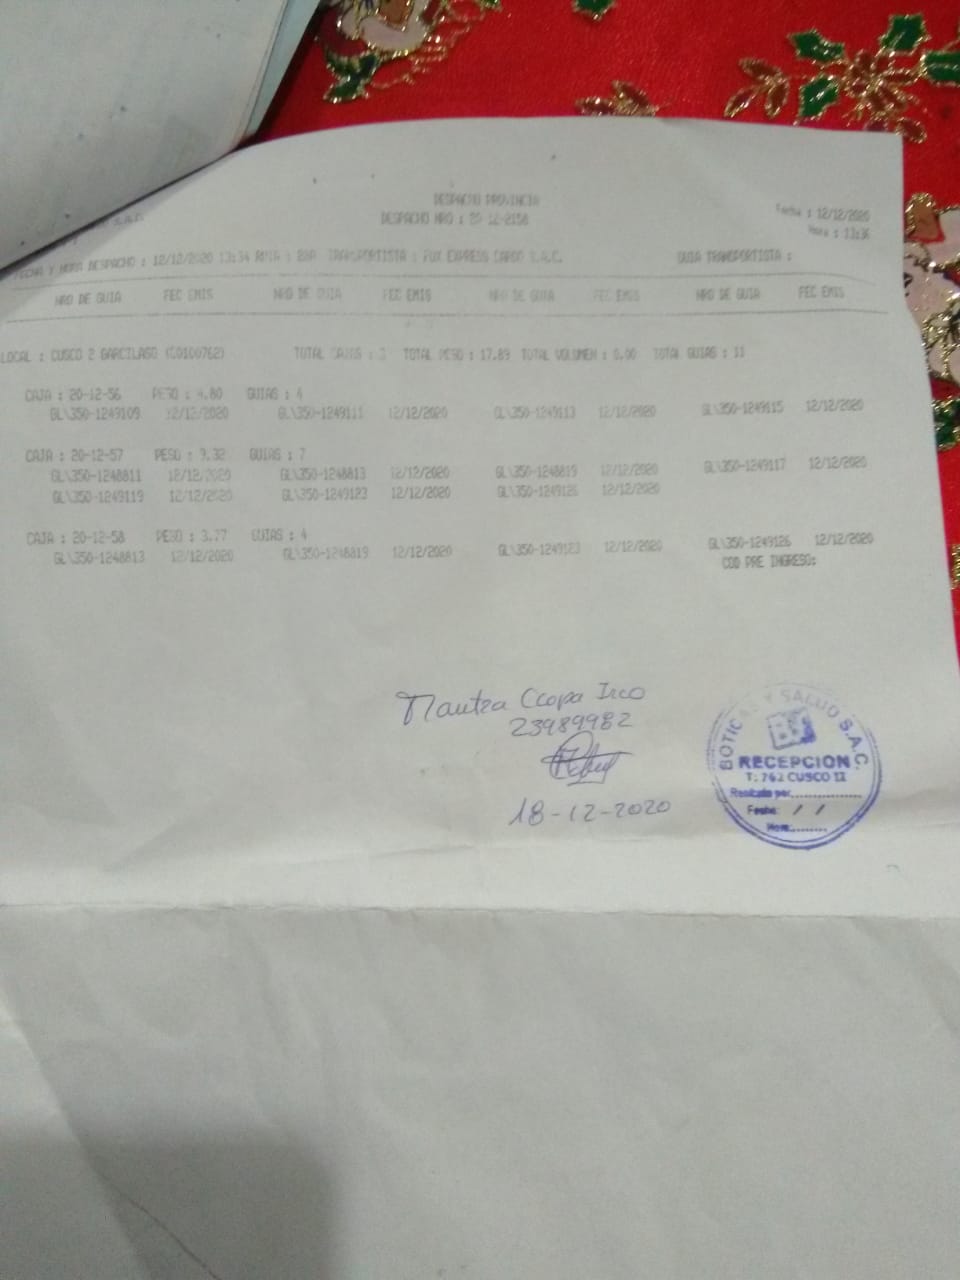 DESPACHO PROVINCIA
DESPACHO NRO : 20-12-2158
Fecha : 12/12/2020
Hora : 13:36
S.A.C.
FECHA Y HORA DESPACHO : 12/12/2020 13:34 RUTA : TRANSPORTISTA : FOX EXPRESS CARGO S.A.C. GUIA TRANSPORTISTA :
NRO DE GUIA FEC EMIS NRO DE GUIA FEC EMIS NRO DE GUIA FEC EMIS NRO DE GUIA FEC EMIS
LOCAL : CUSCO 2 GARCILASO TOTAL CAJAS : 3 TOTAL PESO : 17.89 TOTAL VOLUMEN : 0.00 TOTAL GUIAS : 11
CAJA : 20-12-56 PESO : 4.80 GUIAS : 4
GL\350-1249109 12/12/2020 GL\350-1249111 12/12/2020 GL\350-1249113 12/12/2020 GL\350-1249115 12/12/2020
CAJA : 20-12-57 PESO : 9.32 GUIAS : 7
GL\350-1248811 12/12/2020 GL\350-1248813 12/12/2020 GL\350-1248819 12/12/2020 GL\350-1249117 12/12/2020
GL\350-1249119 12/12/2020 GL\350-1249123 12/12/2020 GL\350-1249126 12/12/2020
CAJA : 20-12-58 PESO : 3.77 GUIAS : 4
GL\350-1248813 12/12/2020 GL\350-1248819 12/12/2020 GL\350-1249123 12/12/2020 GL\350-1249126 12/12/2020
COD PRE INGRESO:
Ccopa Inco
23989982
18-12-2020
BOTICAS Y SALUD S.A.C.
RECEPCION
T: 762 CUSCO II
Recibido por:................
Fecha: / /
Hora:........